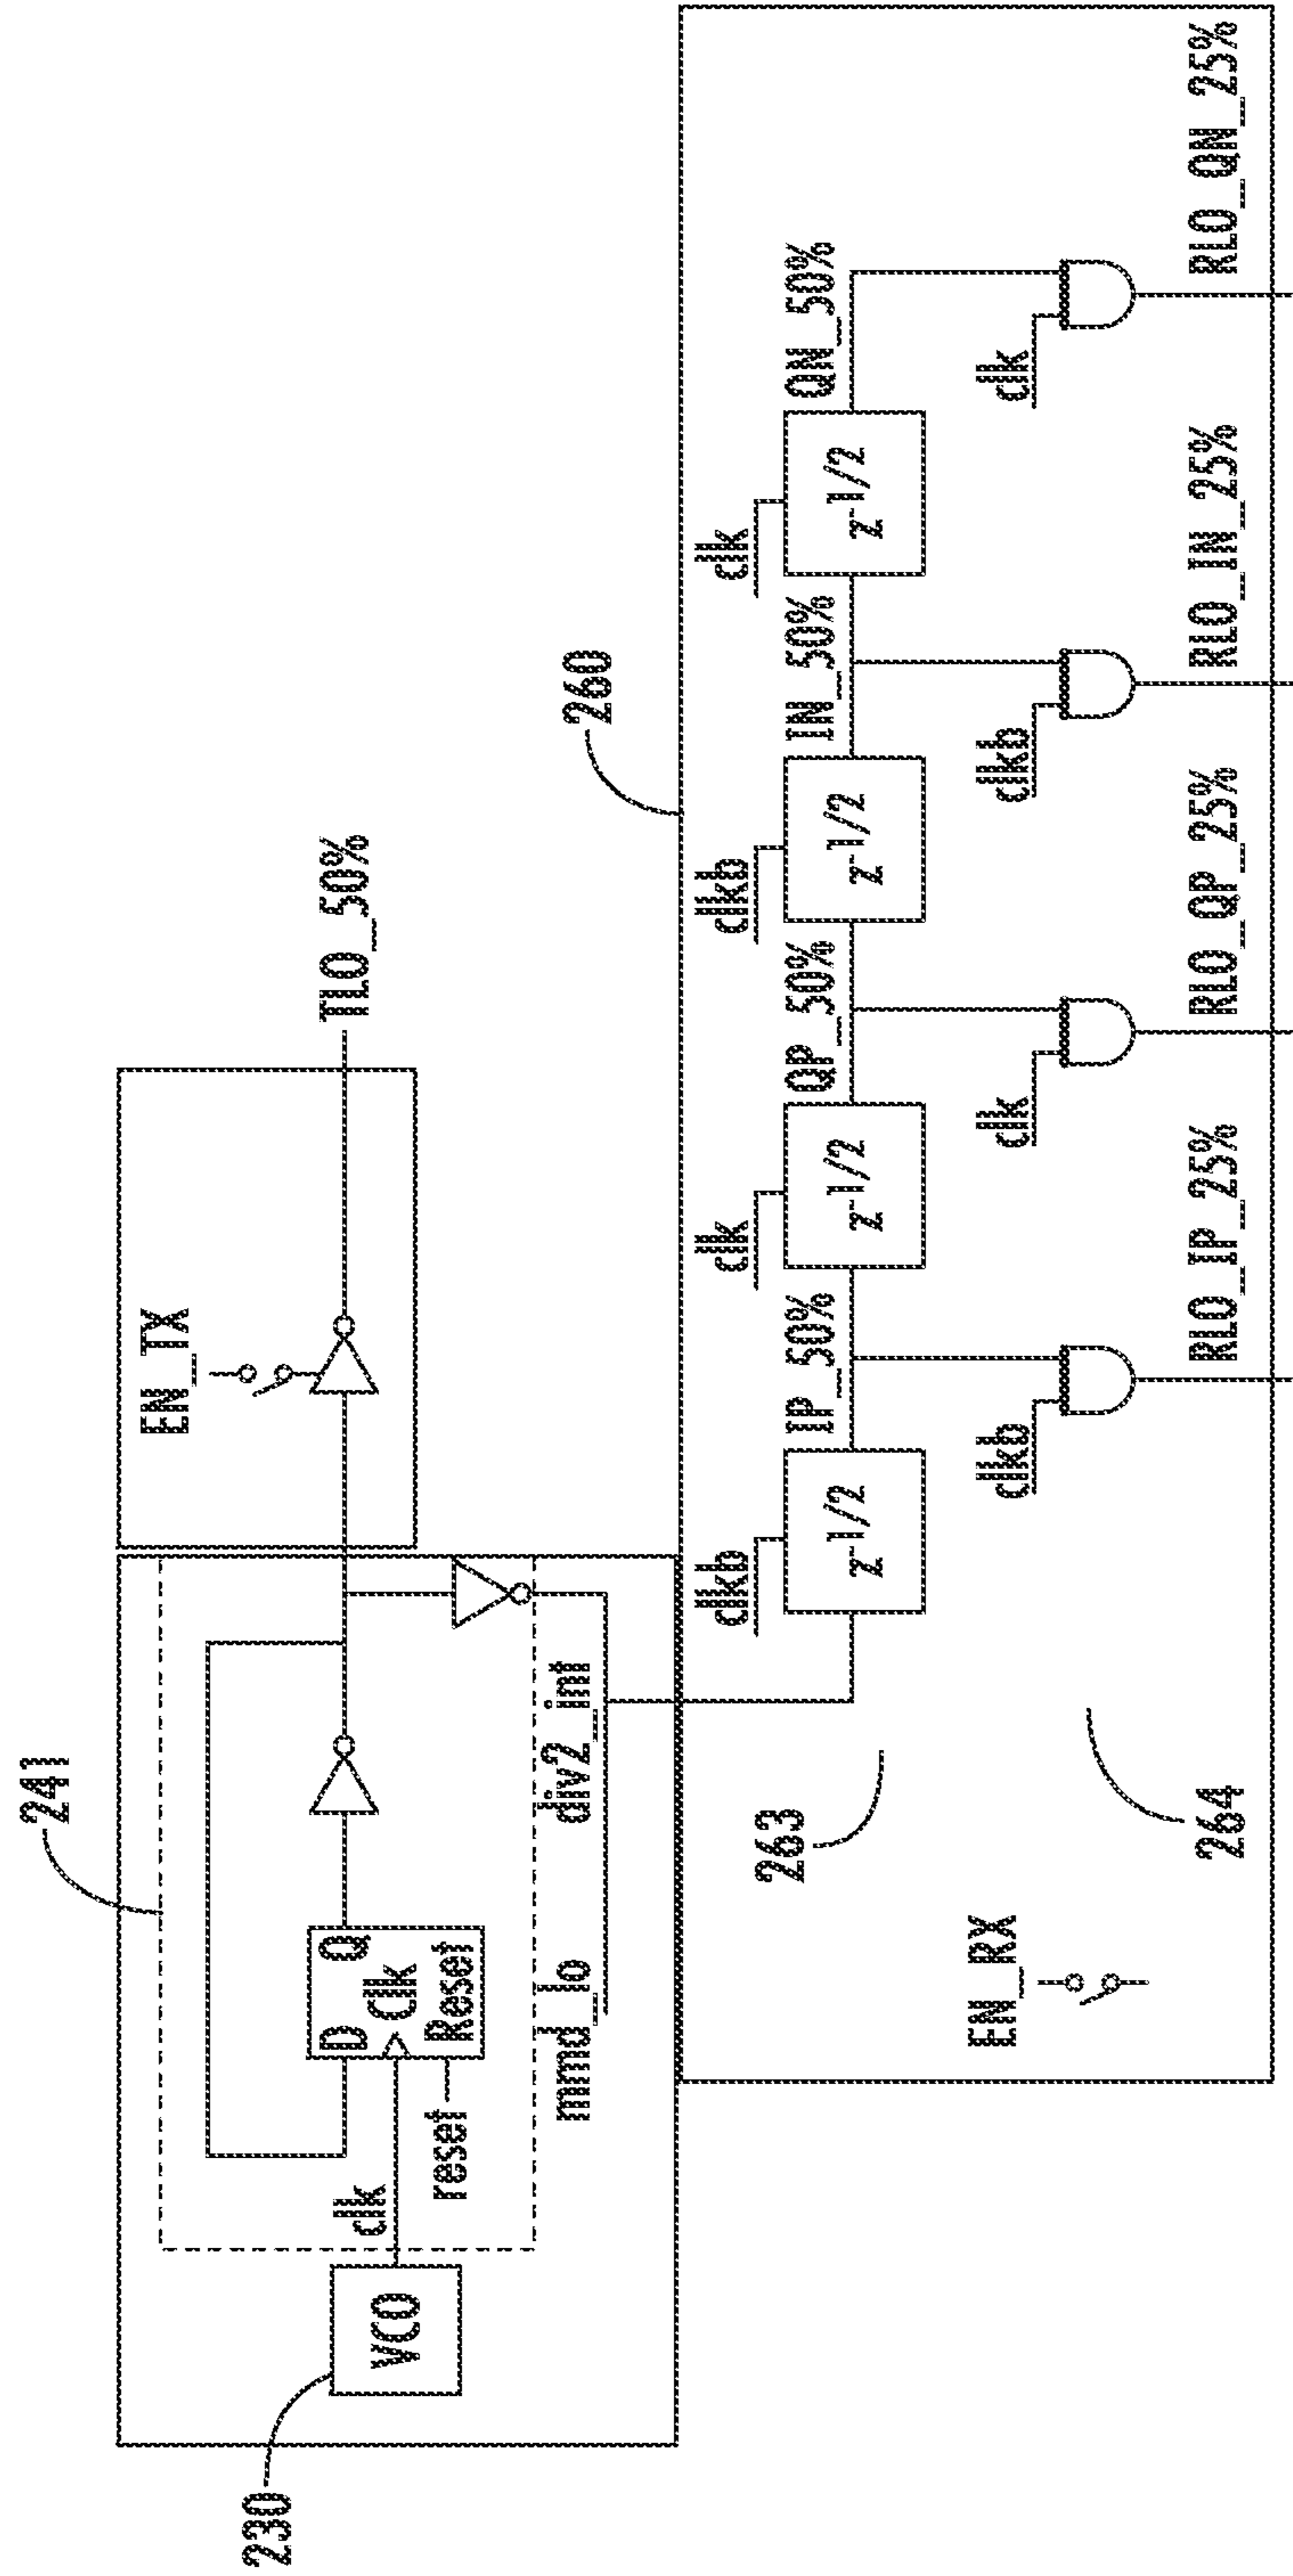 241
EN_TX
TLO_50%
230
VCO
clk
D Q
Clk
Reset
reset
mmd_lo
div2_int
260
clkb
clk
clkb
clk
z-1/2
z-1/2
z-1/2
z-1/2
IP_50%
QP_50%
IN_50%
QN_50%
263
EN_RX
264
clkb
clk
clkb
clk
RLO_IP_25%
RLO_QP_25%
RLO_IN_25%
RLO_QN_25%